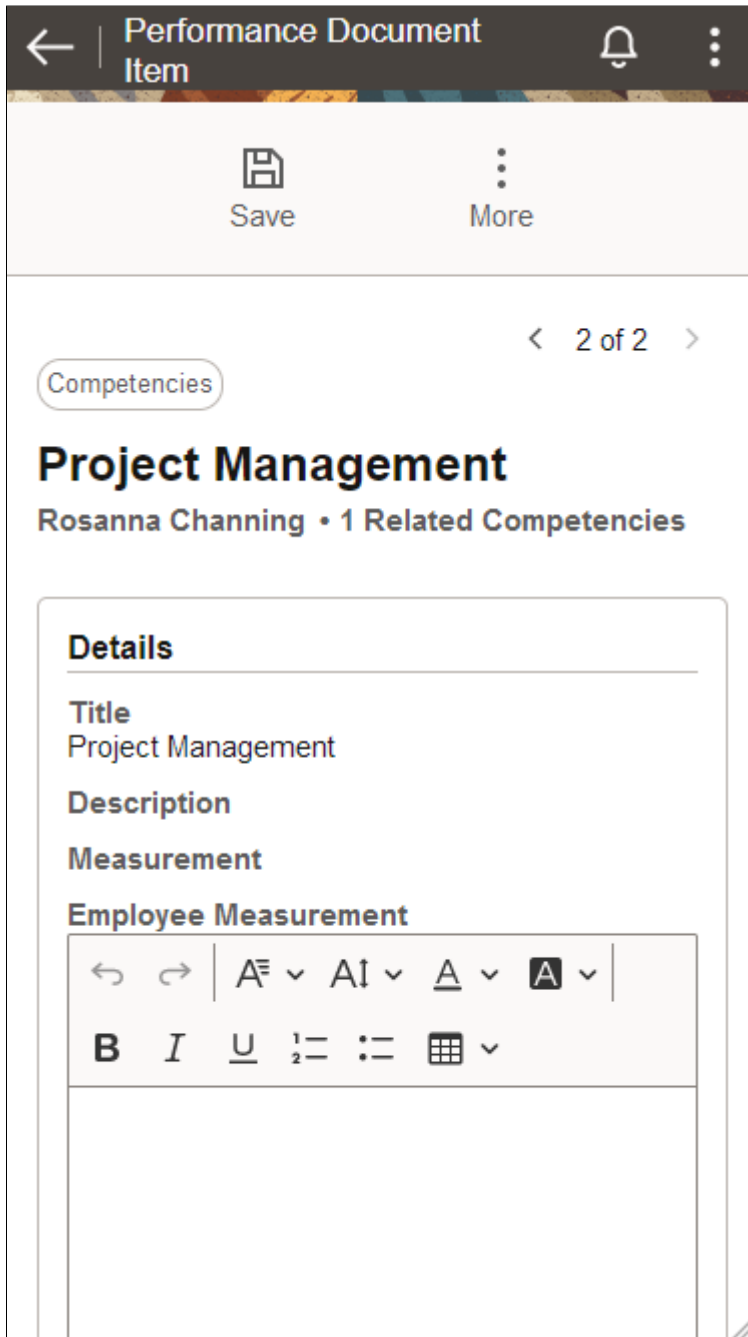 Performance Document
Item
Save
More
2 of 2
Competencies
Project Management
Rosanna Channing • 1 Related Competencies
Details
Title
Project Management
Description
Measurement
Employee Measurement
B I U